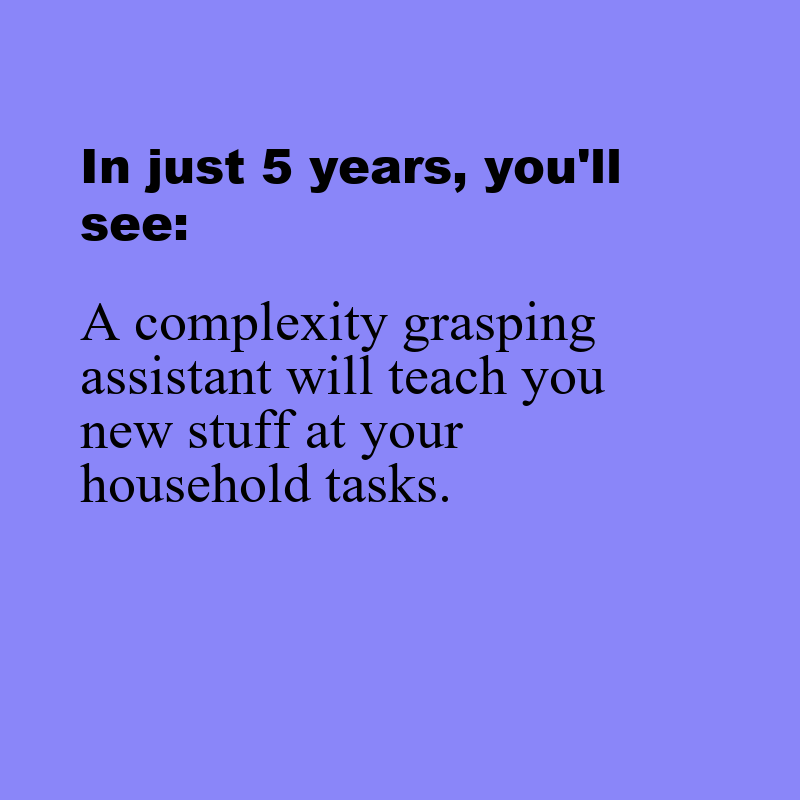 In just 5 years, you'll
see:
A complexity grasping
assistant will teach you
new stuff at your
household tasks.